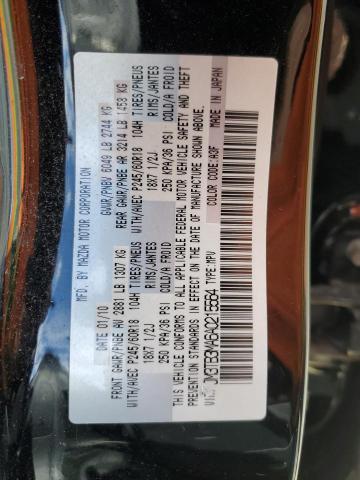 MFD. BY MAZDA MOTOR CORPORATION
DATE 01/10 GWR/PNBC 6049 LB 2744 KG
FRONT GAWR/PNBE AV 2881 LB 1307 KG REAR GAWR/PNBE AR 3214 LB 1458 KG
WITH/AVEC P245/60R18 104H TIRES/PNEUS WITH/AVEC P245/60R18 104H TIRES/PNEUS
18X7 1/2J RIMS/JANTES 18X7 1/2J RIMS/JANTES
250 KPA/36 PSI COLD/A FROID 250 KPA/36 PSI COLD/A FROID
THIS VEHICLE CONFORMS TO ALL APPLICABLE FEDERAL MOTOR VEHICLE SAFETY AND THEFT
PREVENTION STANDARDS IN EFFECT ON THE DATE OF MANUFACTURE SHOWN ABOVE.
JM3TB3MA6A0215664 TYPE:MPV COLOR CODE:A3F MADE IN JAPAN